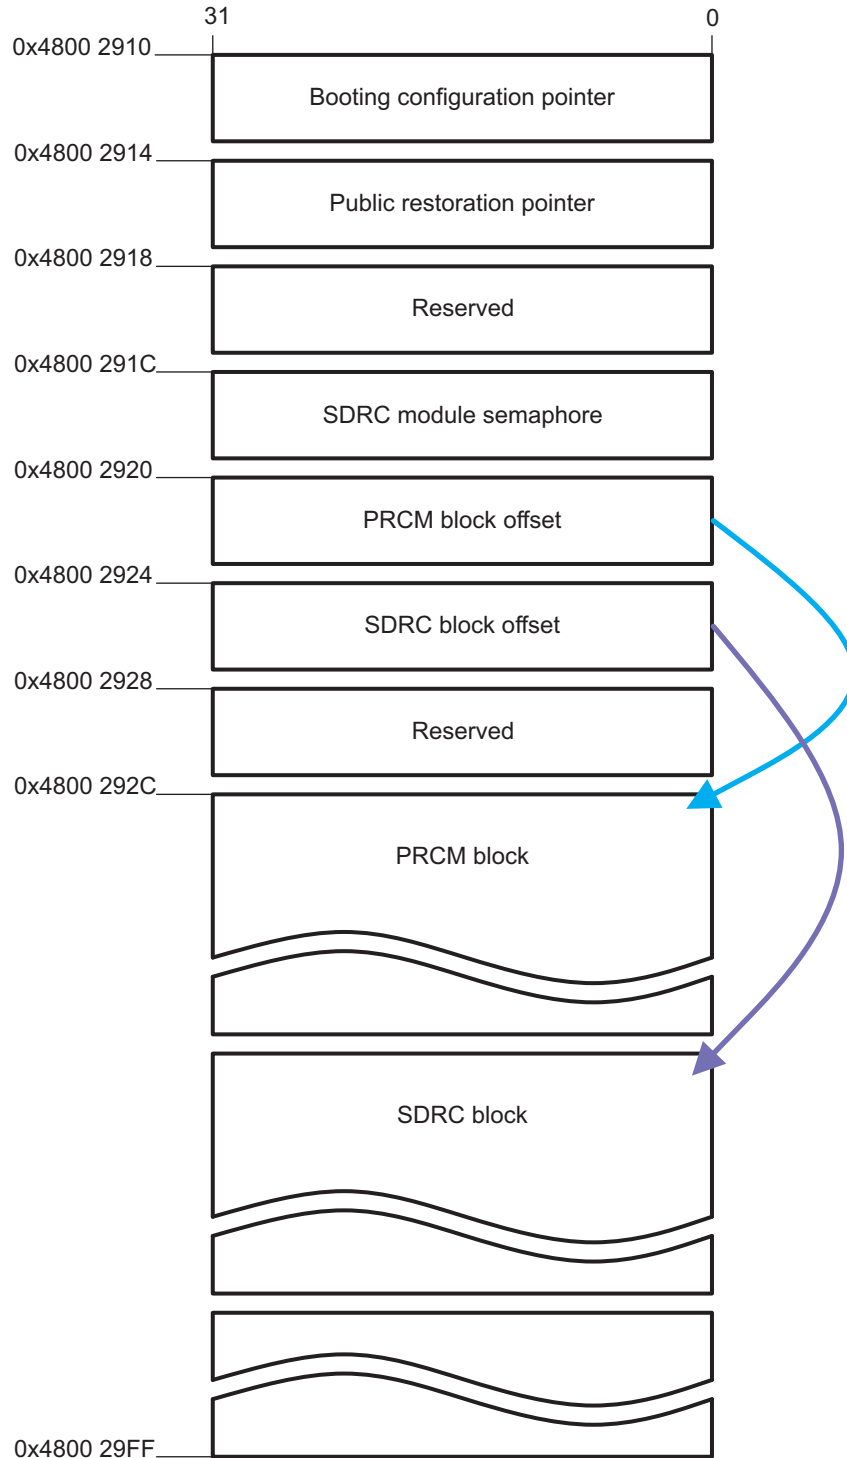 31 0
0x4800 2910
Booting configuration pointer
0x4800 2914
Public restoration pointer
0x4800 2918
Reserved
0x4800 291C
SDRC module semaphore
0x4800 2920
PRCM block offset
0x4800 2924
SDRC block offset
0x4800 2928
Reserved
0x4800 292C
PRCM block
SDRC block
0x4800 29FF